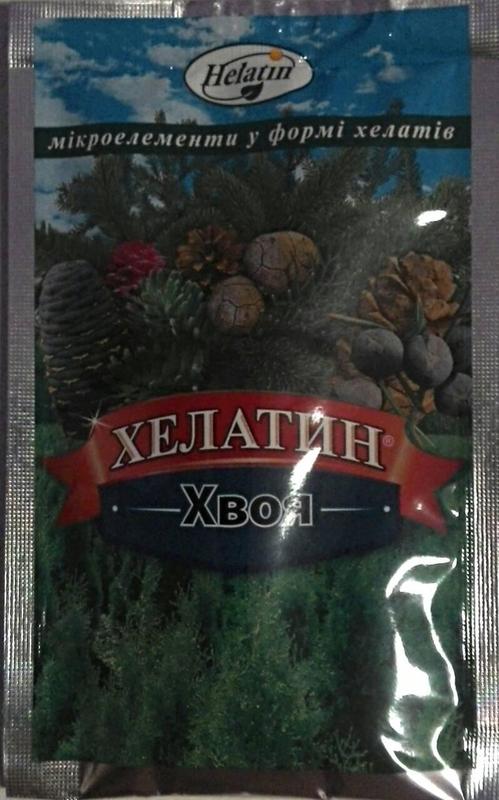 Helatin
мікроелементи у формі хелатів
ХЕЛАТИН®
Хвоя